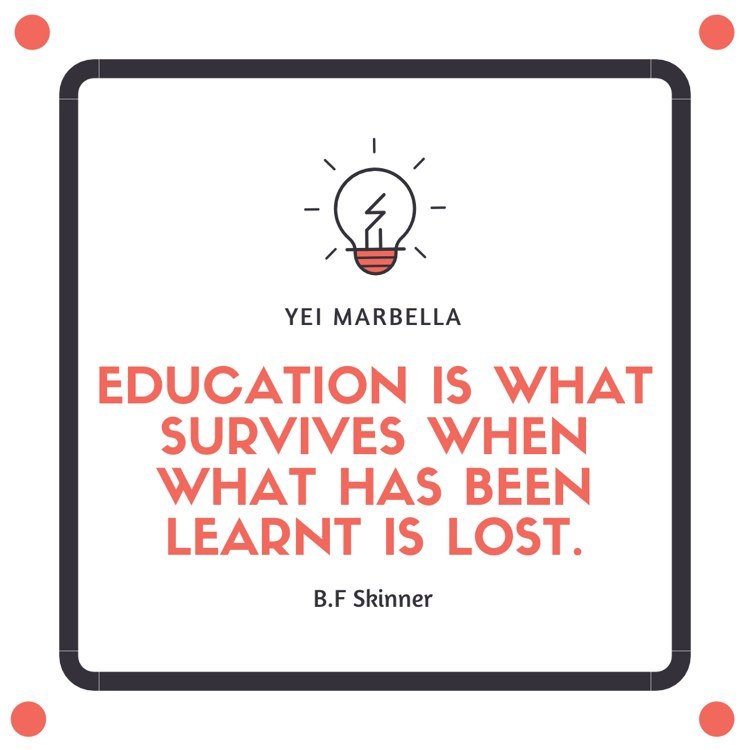 YEI MARBELLA
EDUCATION IS WHAT
SURVIVES WHEN
WHAT HAS BEEN
LEARNT IS LOST.
B.F Skinner